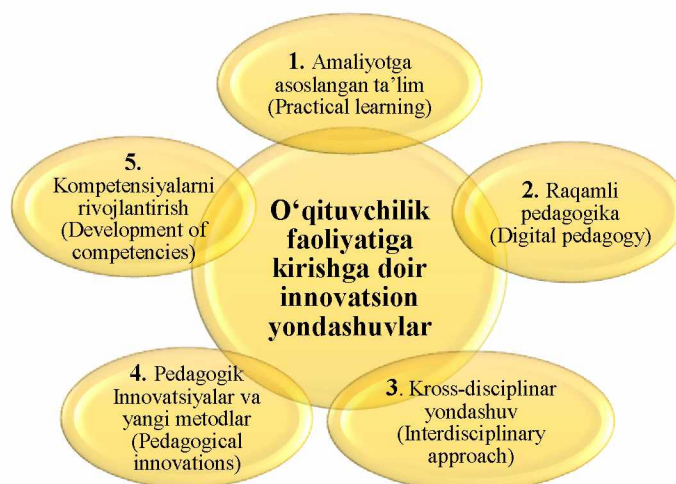 1. Amaliyotga
asoslangan ta’lim
(Practical learning)
2. Raqamli
pedagogika
(Digital pedagogy)
3. Kross-disciplinar
yondashuv
(Interdisciplinary
approach)
4. Pedagogik
Innovatsiyalar va
yangi metodlar
(Pedagogical
innovations)
5.
Kompetensiyalarni
rivojlantirish
(Development of
competencies)
O‘qituvchilik
faoliyatiga
kirishga doir
innovatsion
yondashuvlar